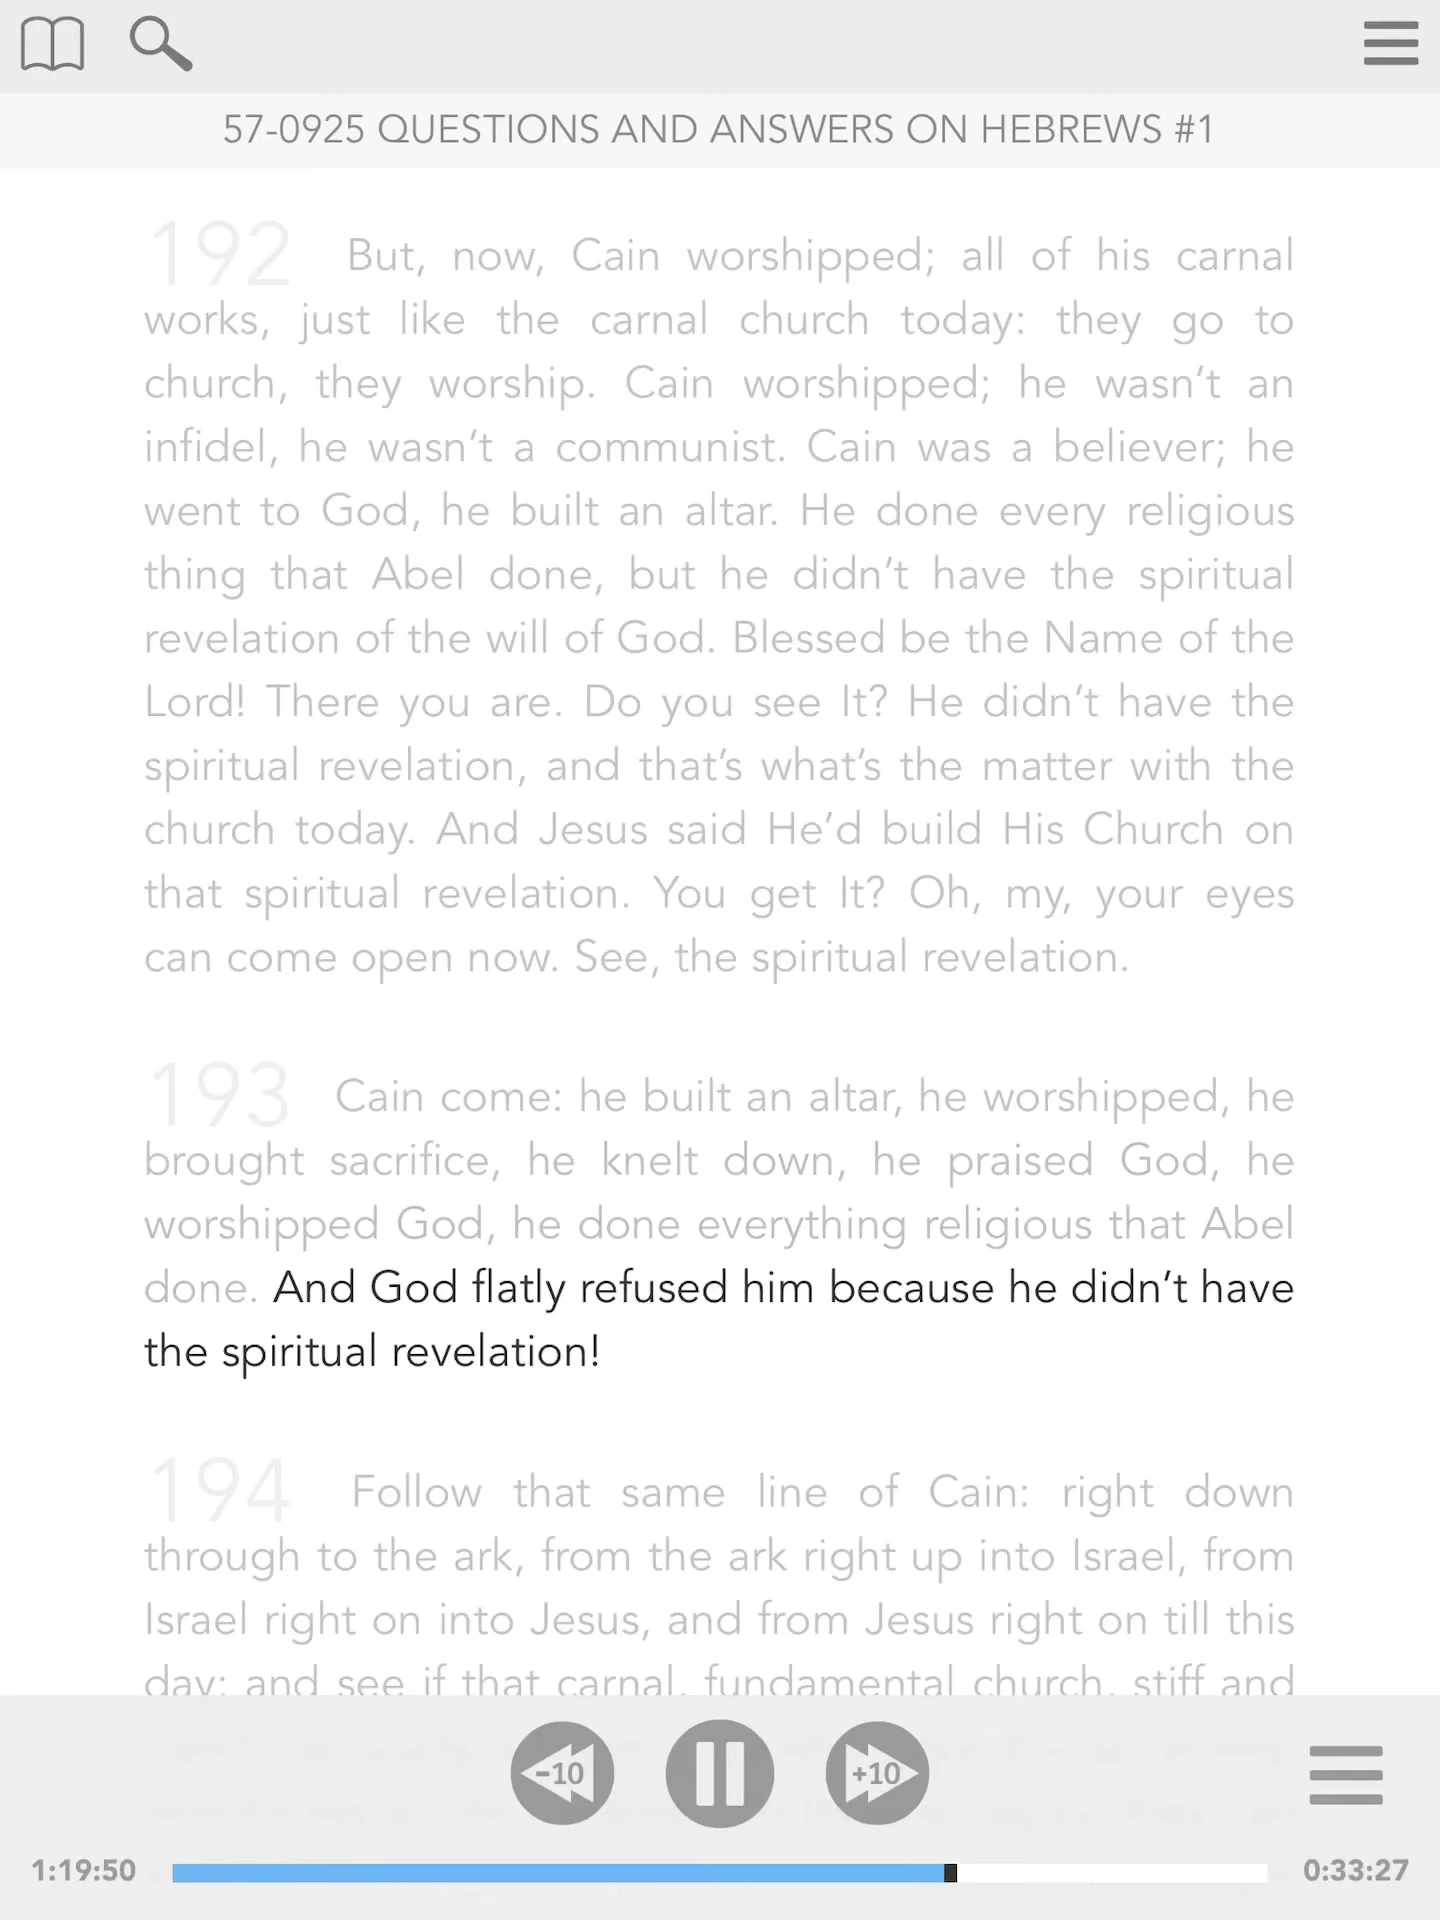 57-0925 QUESTIONS AND ANSWERS ON HEBREWS #1
192 But, now, Cain worshipped; all of his carnal
works, just like the carnal church today: they go to
church, they worship. Cain worshipped; he wasn’t an
infidel, he wasn’t a communist. Cain was a believer; he
went to God, he built an altar. He done every religious
thing that Abel done, but he didn’t have the spiritual
revelation of the will of God. Blessed be the Name of the
Lord! There you are. Do you see It? He didn’t have the
spiritual revelation, and that’s what’s the matter with the
church today. And Jesus said He’d build His Church on
that spiritual revelation. You get It? Oh, my, your eyes
can come open now. See, the spiritual revelation.
193 Cain come: he built an altar, he worshipped, he
brought sacrifice, he knelt down, he praised God, he
worshipped God, he done everything religious that Abel
done. And God flatly refused him because he didn’t have
the spiritual revelation!
194 Follow that same line of Cain: right down
through to the ark, from the ark right up into Israel, from
Israel right on into Jesus, and from Jesus right on till this
day; and see if that carnal, fundamental church, stiff and
-10 +10
1:19:50 0:33:27